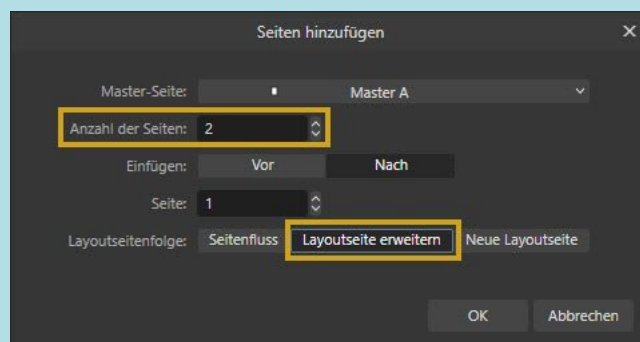 Seiten hinzufügen
Master-Seite: Master A
Anzahl der Seiten: 2
Einfügen: Vor Nach
Seite: 1
Layoutseitenfolge: Seitenfluss Layoutseite erweitern Neue Layoutseite
OK Abbrechen